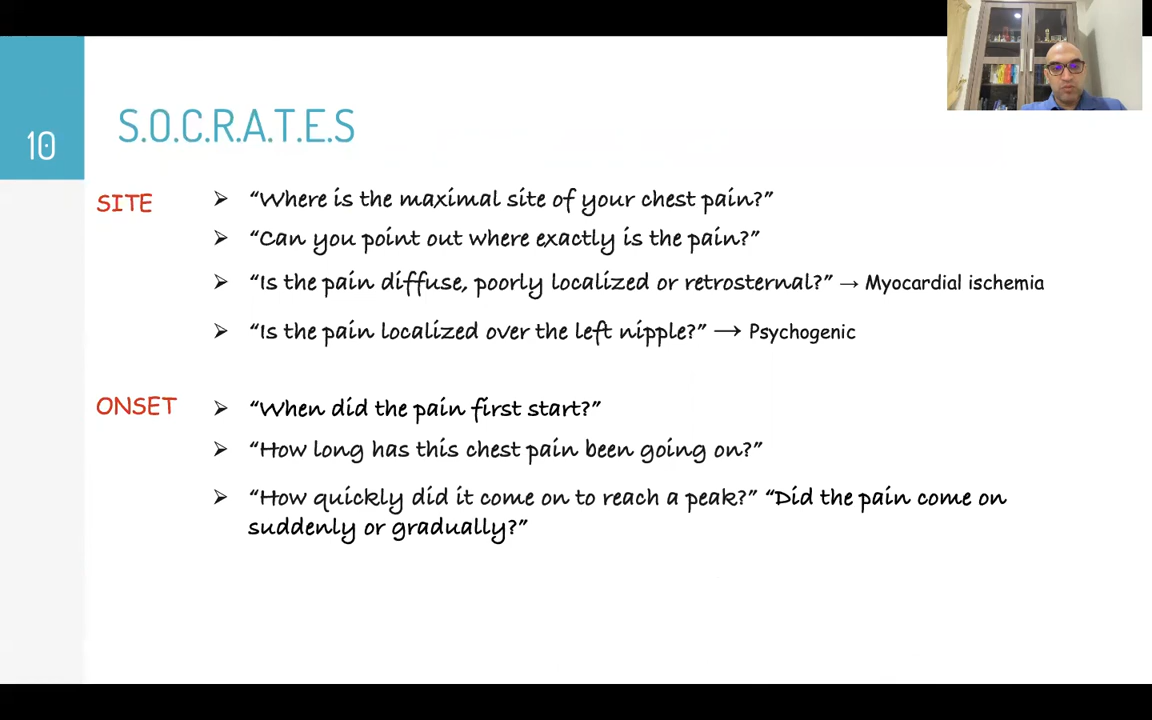 10
S.O.C.R.A.T.E.S
SITE
➢ “Where is the maximal site of your chest pain?”
➢ “Can you point out where exactly is the pain?”
➢ “Is the pain diffuse, poorly localized or retrosternal?” → Myocardial ischemia
➢ “Is the pain localized over the left nipple?” → Psychogenic
ONSET
➢ “When did the pain first start?”
➢ “How long has this chest pain been going on?”
➢ “How quickly did it come on to reach a peak?” “Did the pain come on
suddenly or gradually?”